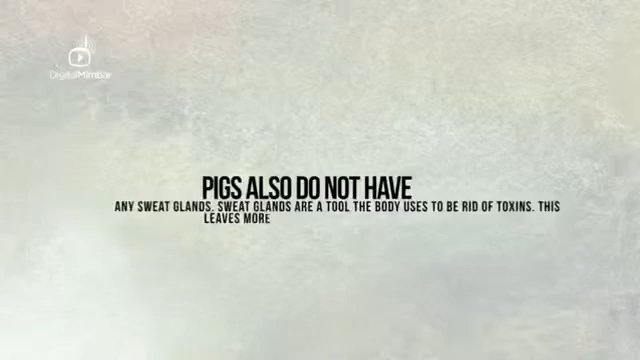 DigitalMimbar
PIGS ALSO DO NOT HAVE
ANY SWEAT GLANDS. SWEAT GLANDS ARE A TOOL THE BODY USES TO BE RID OF TOXINS. THIS
LEAVES MORE